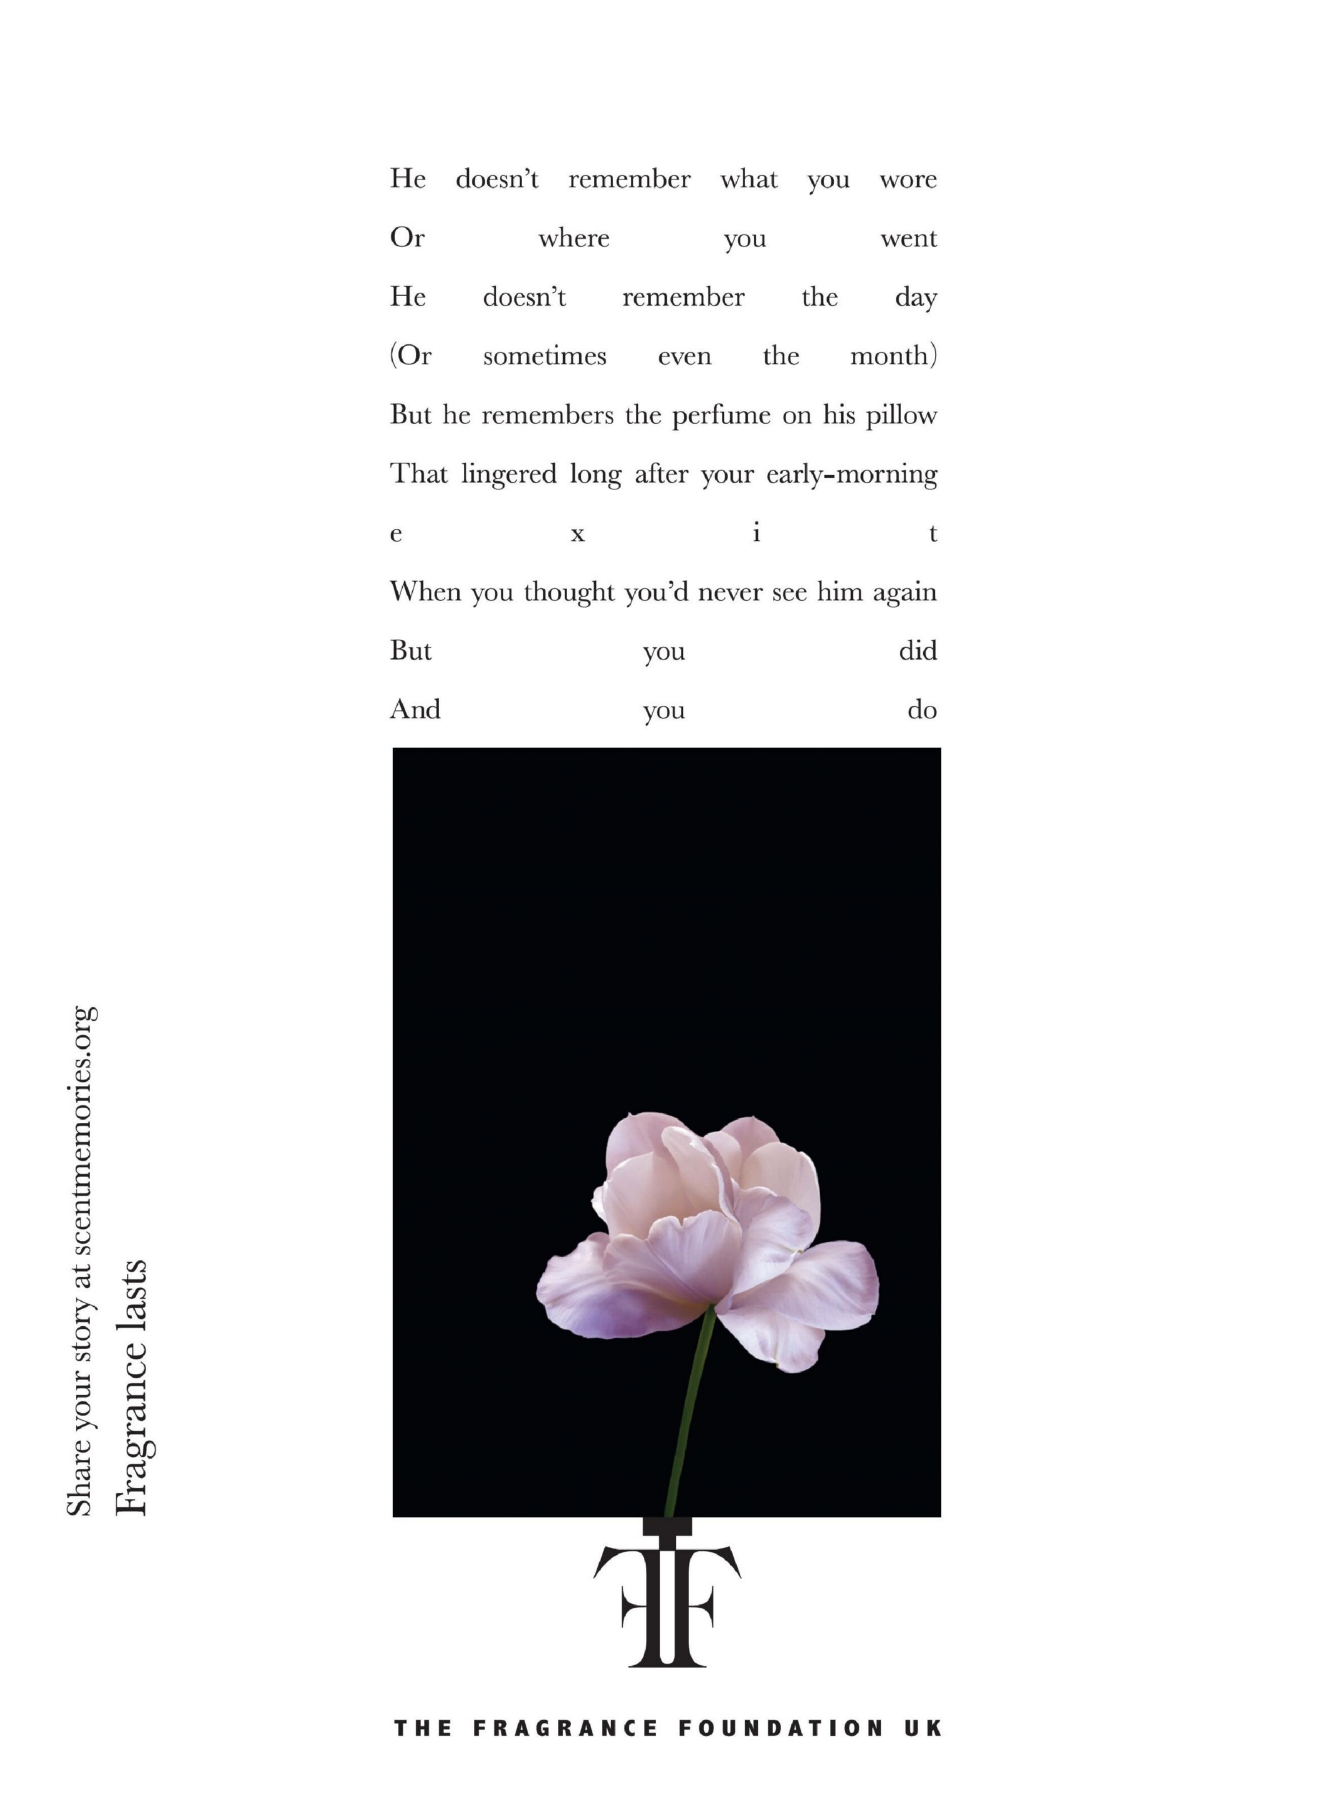 He doesn’t remember what you wore
Or where you went
He doesn’t remember the day
(Or sometimes even the month)
But he remembers the perfume on his pillow
That lingered long after your early-morning
e x i t
When you thought you’d never see him again
But you did
And you do
Share your story at scentmemories.org
Fragrance lasts
FF
THE FRAGRANCE FOUNDATION UK